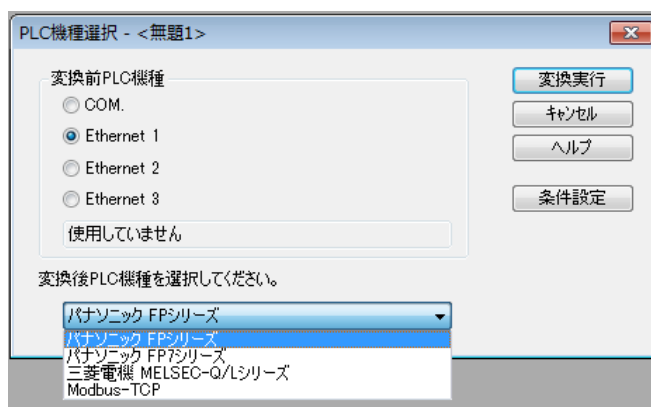 PLC機種選択 - <無題1>
変換前PLC機種
COM.
Ethernet 1
Ethernet 2
Ethernet 3
使用していません
変換実行
キャンセル
ヘルプ
条件設定
変換後PLC機種を選択してください。
パナソニック FPシリーズ
パナソニック FPシリーズ
パナソニック FP7シリーズ
三菱電機 MELSEC-Q/Lシリーズ
Modbus-TCP